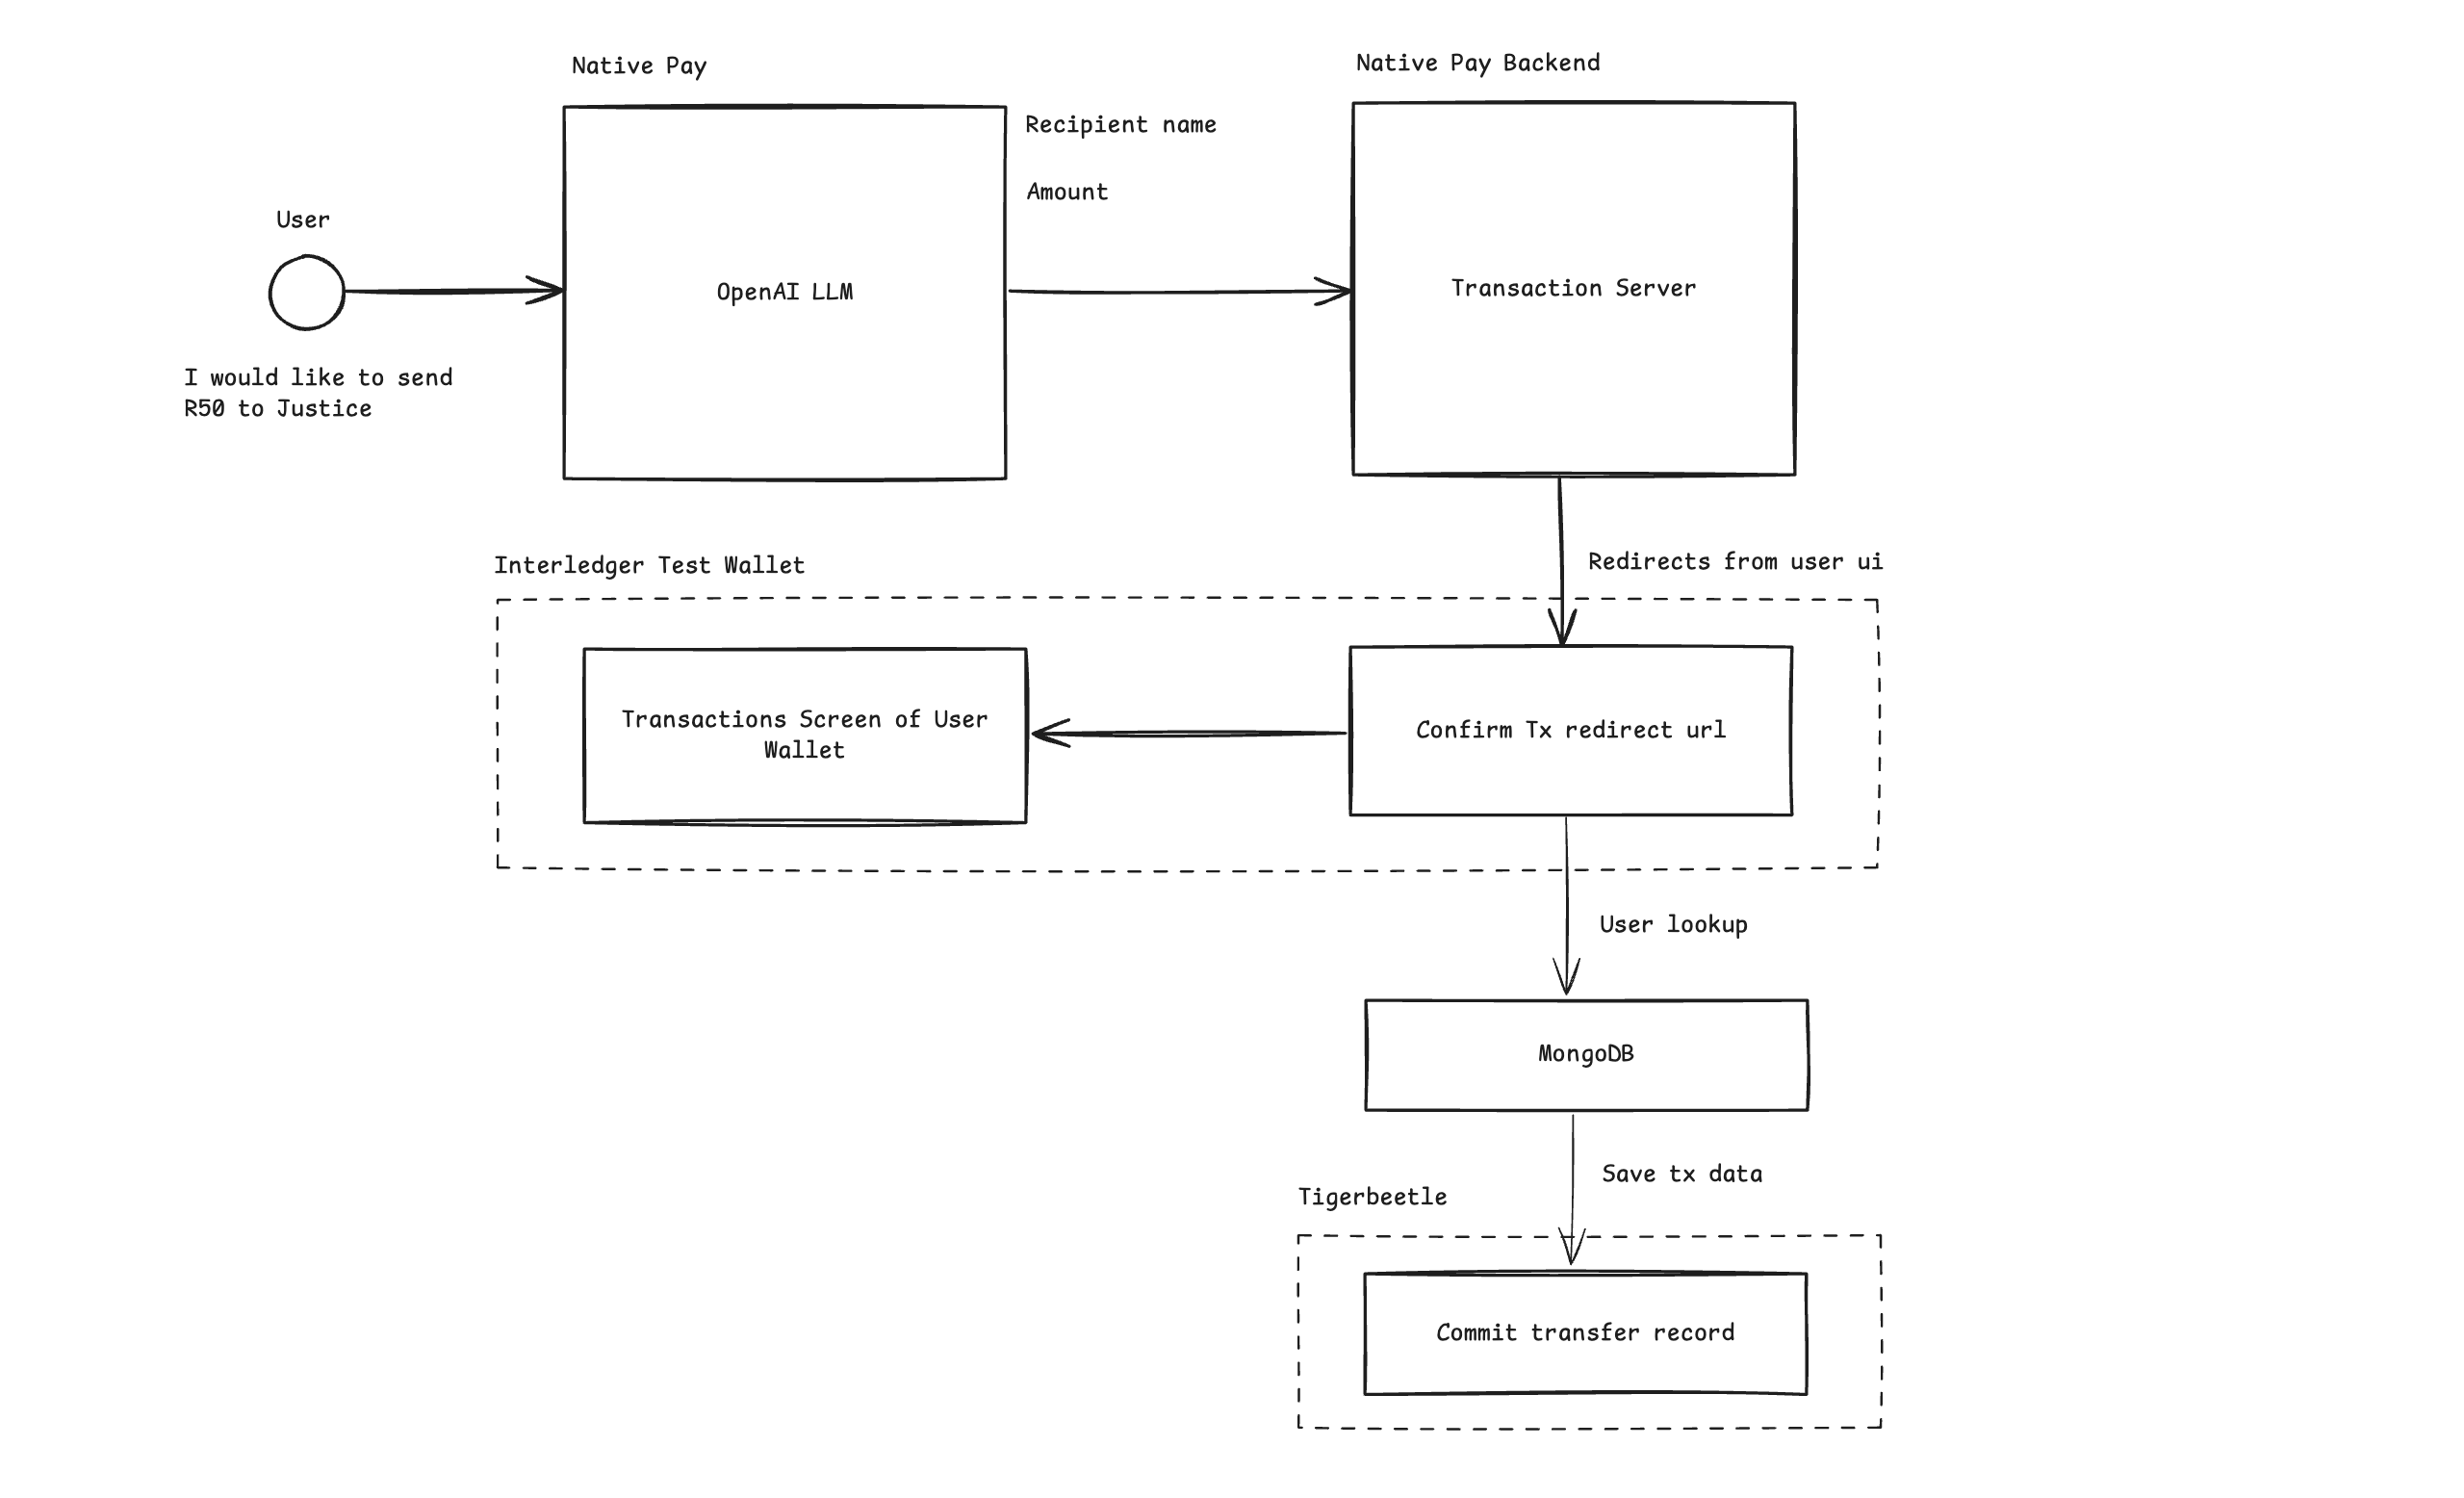 Native Pay
Native Pay Backend
Recipient name
Amount
User
OpenAI LLM
Transaction Server
I would like to send
R50 to Justice
Interledger Test Wallet
Redirects from user ui
Transactions Screen of User
Wallet
Confirm Tx redirect url
User lookup
MongoDB
Save tx data
Tigerbeetle
Commit transfer record